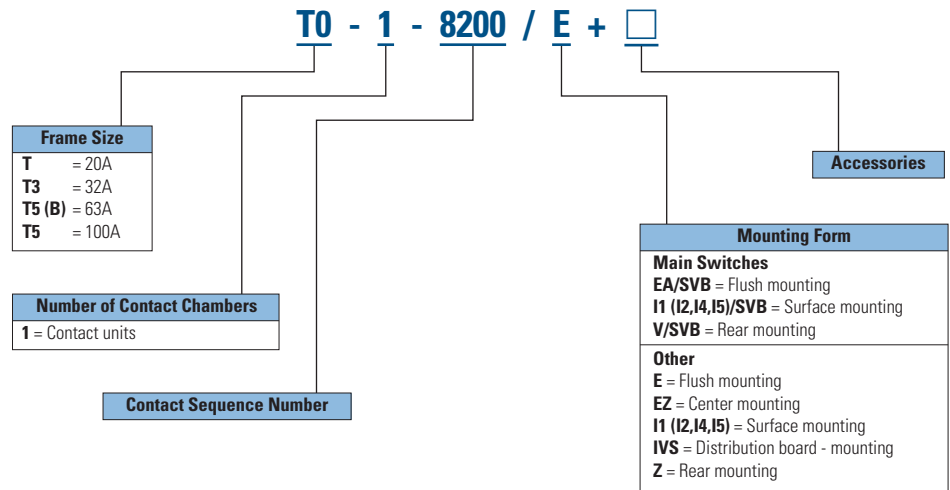 T0 - 1 - 8200 / E + □
Frame Size
T = 20A
T3 = 32A
T5 (B) = 63A
T5 = 100A
Number of Contact Chambers
1 = Contact units
Contact Sequence Number
Accessories
Mounting Form
Main Switches
EA/SVB = Flush mounting
I1 (I2,I4,I5)/SVB = Surface mounting
V/SVB = Rear mounting
Other
E = Flush mounting
EZ = Center mounting
I1 (I2,I4,I5) = Surface mounting
IVS = Distribution board - mounting
Z = Rear mounting